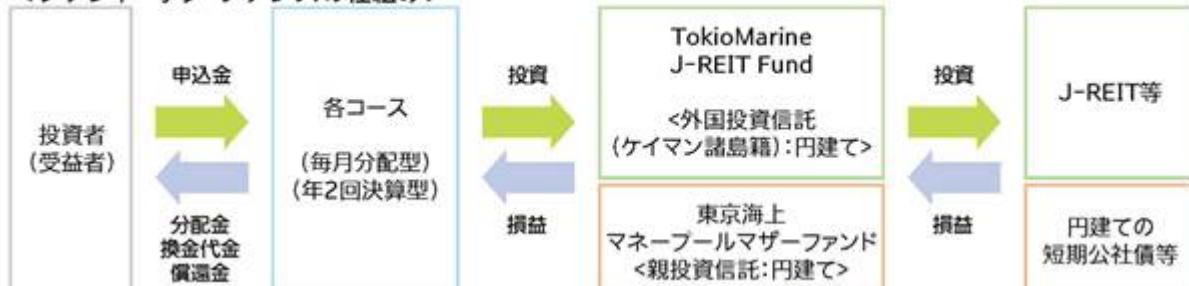 申込金
投資
TokioMarine
J-REIT Fund
投資
投資者
(受益者)
各コース
(毎月分配型)
(年2回決算型)
<外国投資信託
(ケイマン諸島籍):円建て>
J-REIT等
分配金
換金代金
償還金
損益
東京海上
マネープールマザーファンド
<親投資信託:円建て>
損益
円建ての
短期公社債等